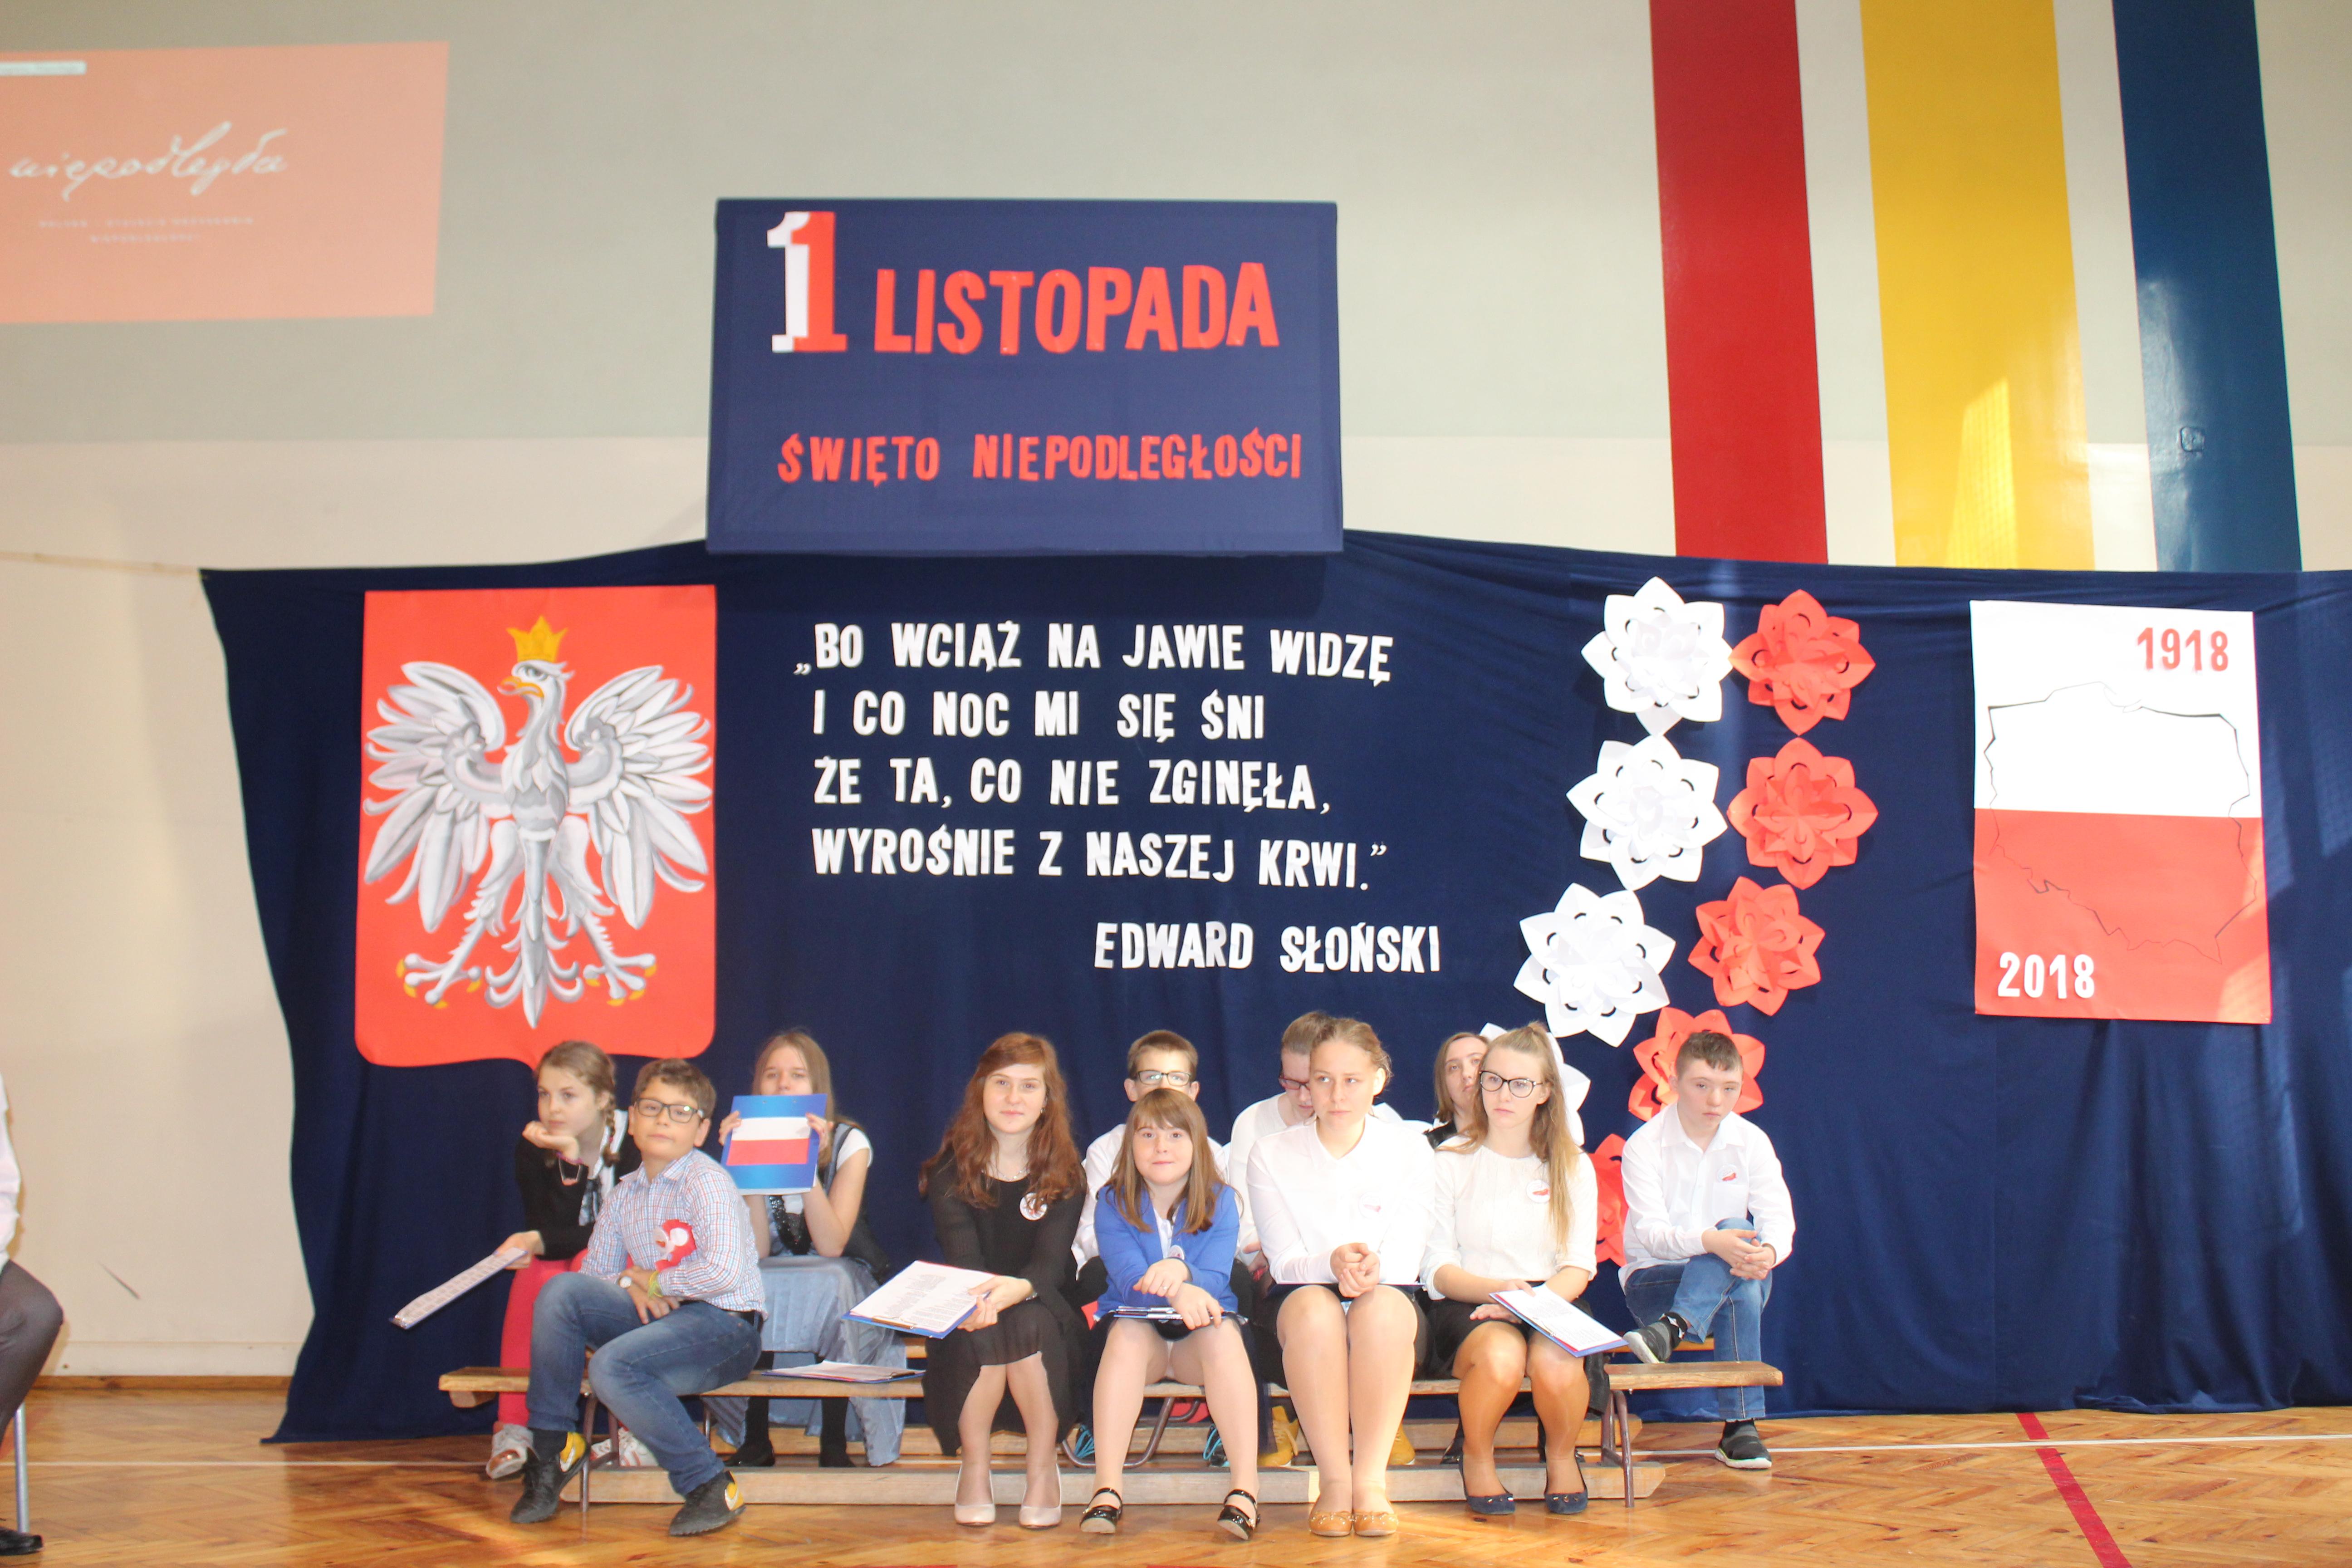 niepodległa
11 LISTOPADA
ŚWIĘTO NIEPODLEGŁOŚCI
„BO WCIĄŻ NA JAWIE WIDZĘ
I CO NOC MI SIĘ ŚNI
ŻE TA, CO NIE ZGINĘŁA,
WYROŚNIE Z NASZEJ KRWI.”
EDWARD SŁOŃSKI
1918
2018